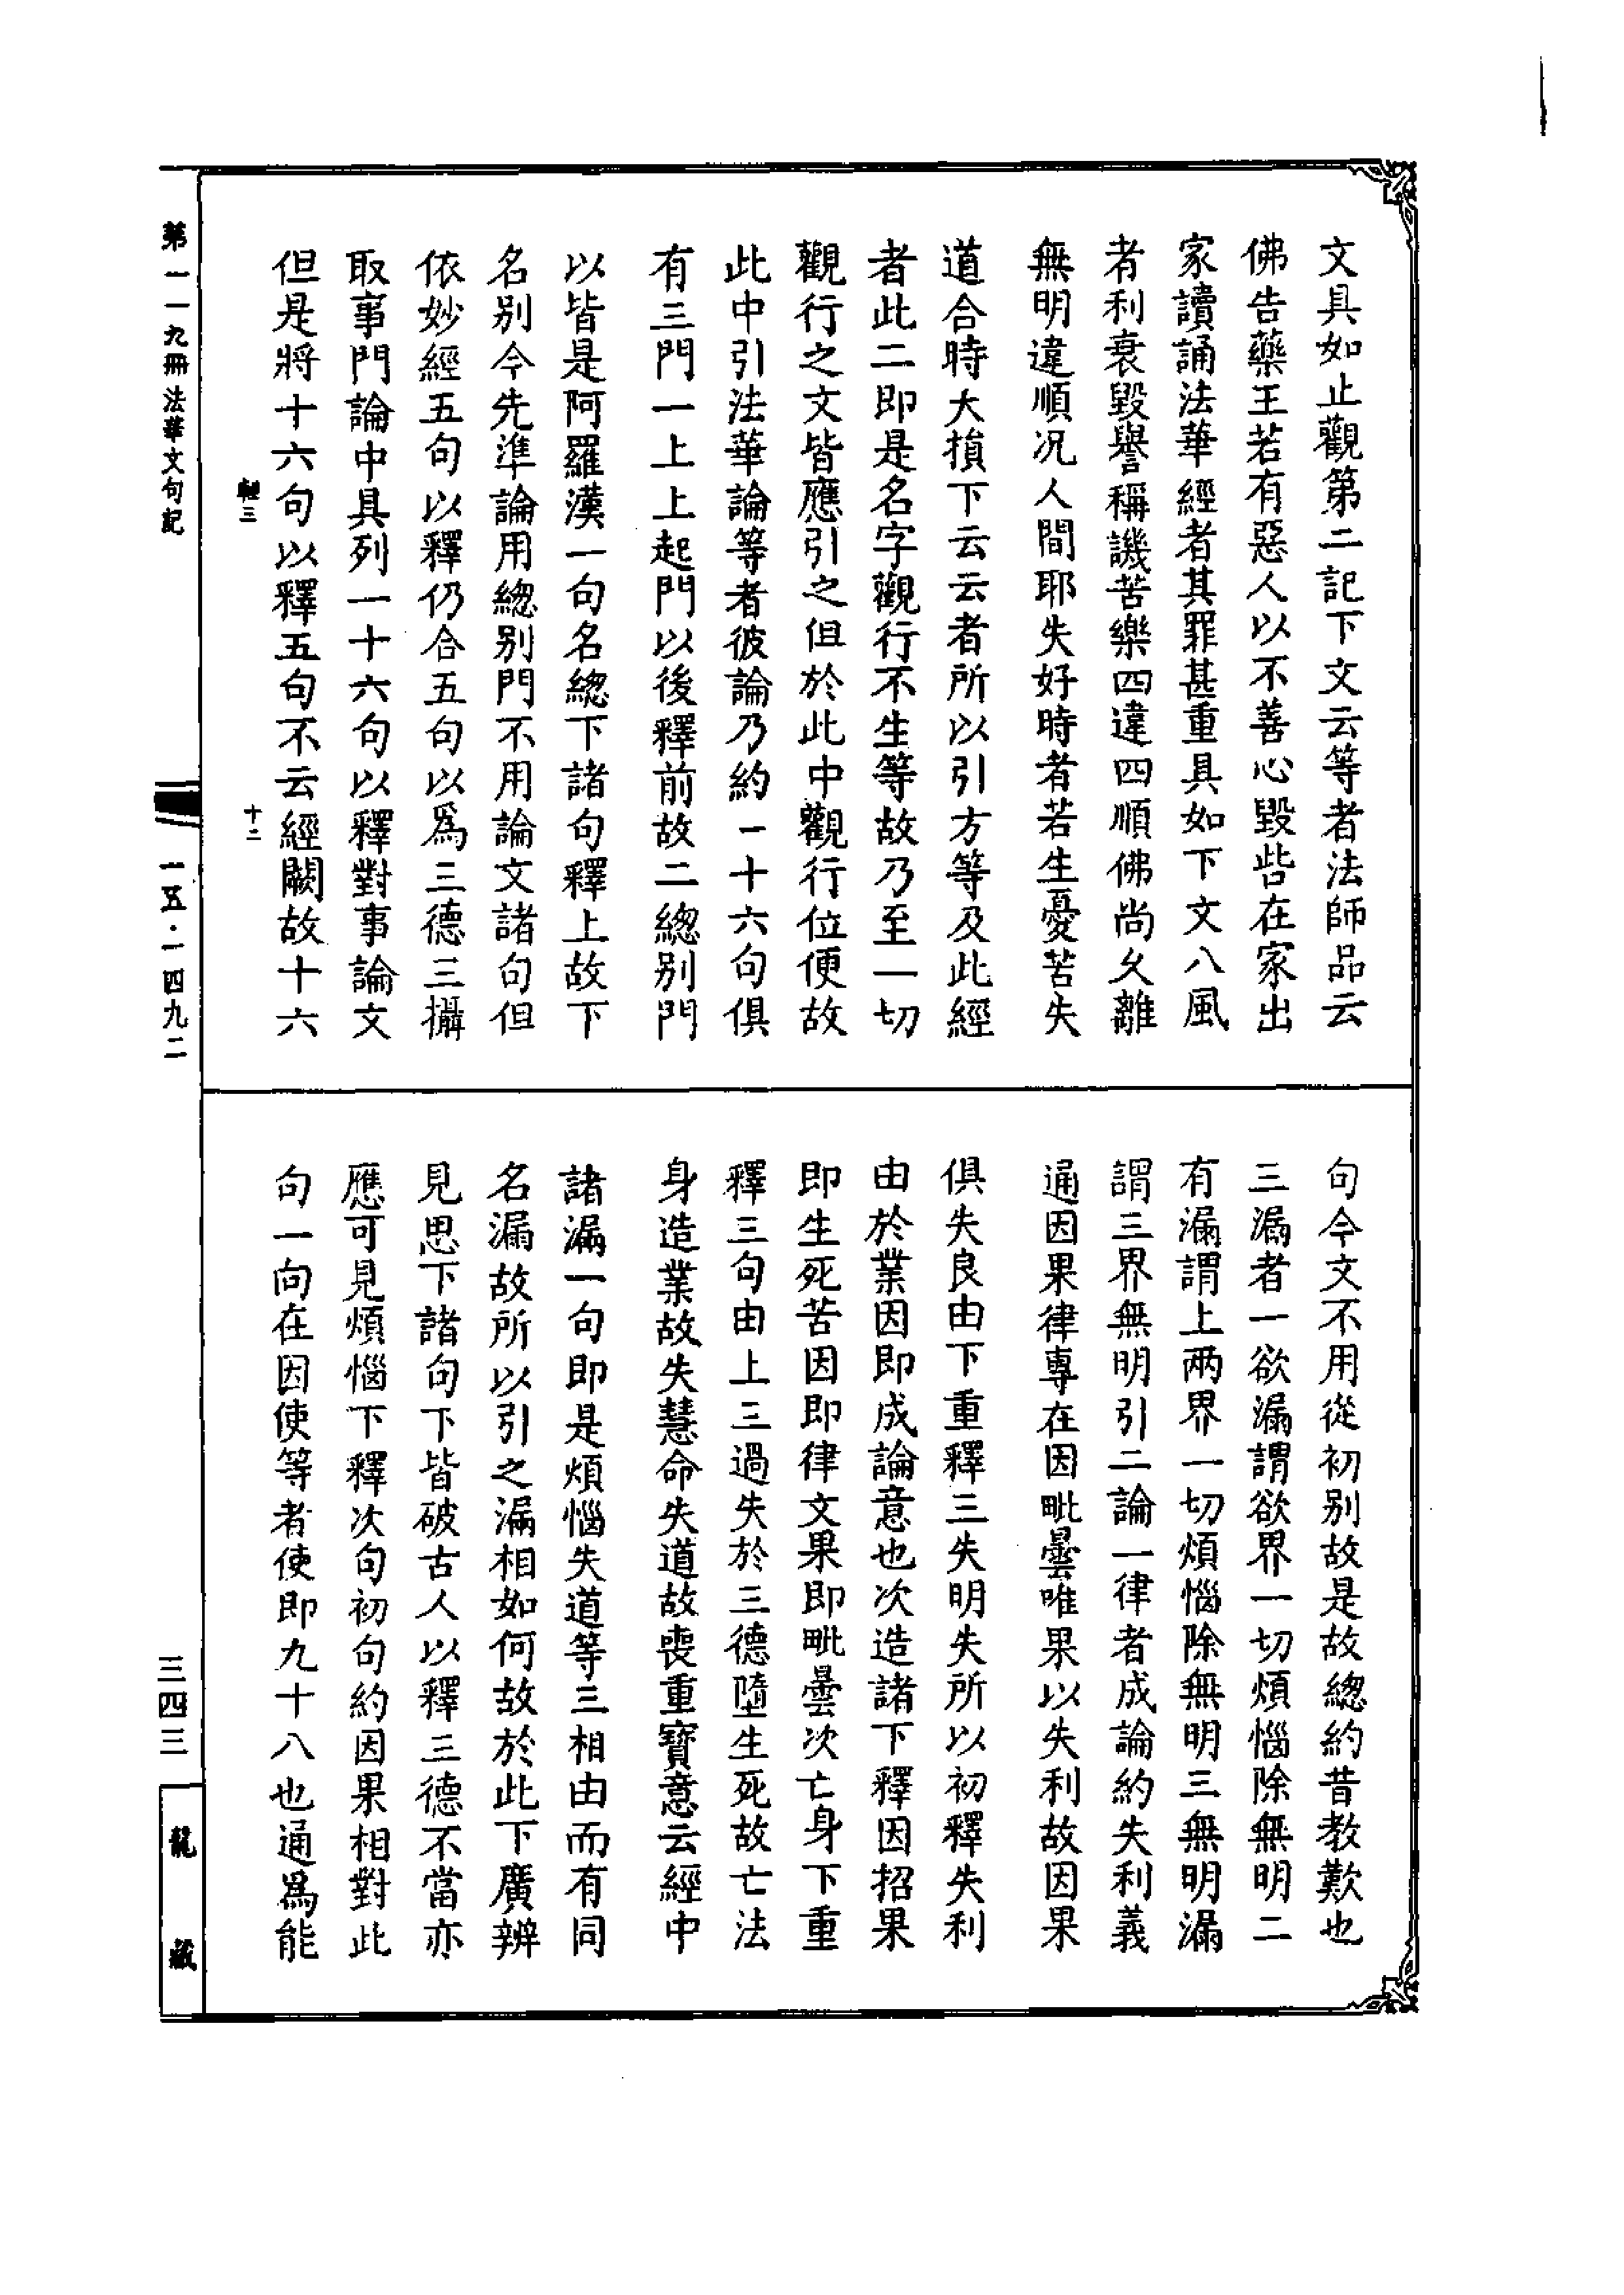 文具如止觀第二記下文云等者法師品云
佛告藥王若有惡人以不善心毀呰在家出
家讀誦法華經者其罪甚重具如下文八風
者利衰毀譽稱譏苦樂四違四順佛尚久離
無明違順况人間耶失好時者若生憂苦失
道合時大損下云云者所以引方等及此經
者此二即是名字觀行不生等故乃至一切
觀行之文皆應引之但於此中觀行位便故
此中引法華論等者彼論乃約一十六句俱
有三門一上上起門以後釋前故二總別門
以皆是阿羅漢一句名總下諸句釋上故下
名別今先準論用總別門不用論文諸句但
依妙經五句以釋仍合五句以為三德三攝
取事門論中具列一十六句以釋對事論文
但是將十六句以釋五句不云經闕故十六
句今文不用從初別故是故總約昔教歎也
三漏者一欲漏謂欲界一切煩惱除無明二
有漏謂上兩界一切煩惱除無明三無明漏
謂三界無明引二論一律者成論約失利義
通因果律專在因毗曇唯果以失利故因果
俱失良由下重釋三失明失所以初釋失利
由於業因即成論意也次造諸下釋因招果
即生死苦因即律文果即毗曇次亡身下重
釋三句由上三過失於三德墮生死故亡法
身造業故失慧命失道故喪重寶意云經中
諸漏一句即是煩惱失道等三相由而有同
名漏故所以引之漏相如何故於此下廣辨
見思下諸句下皆破古人以釋三德不當亦
應可見煩惱下釋次句初句約因果相對此
句一向在因使等者使即九十八也通為能
第一一九冊 法華文句記
輕三
十二
一五·一四九二
三四三
龍藏